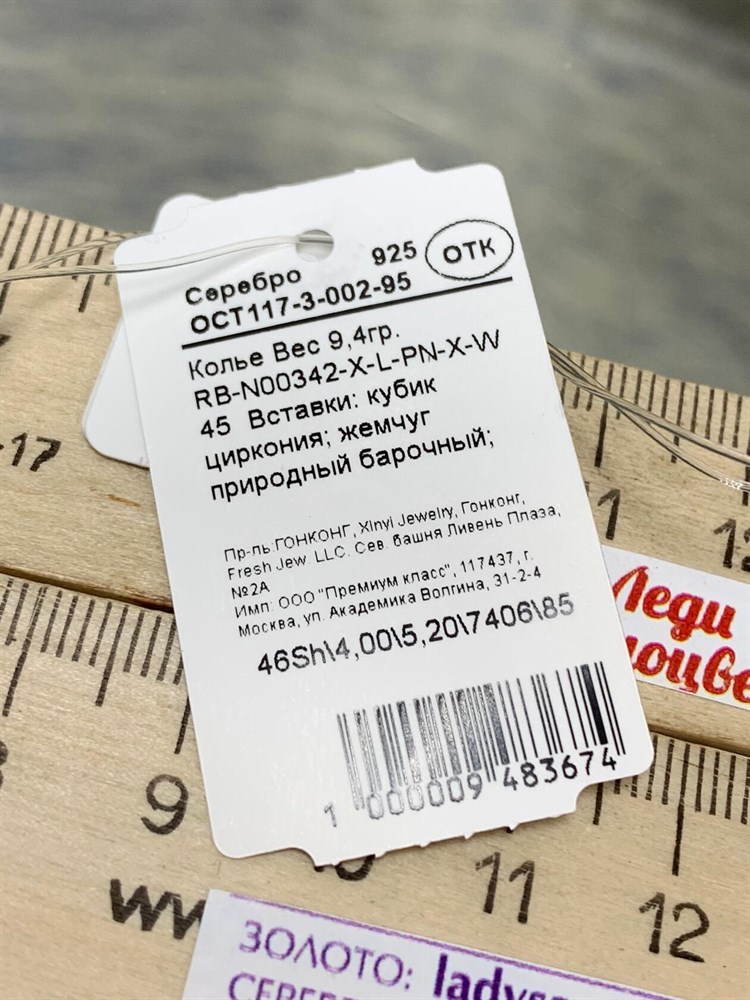 Серебро 925 ОТК
ОСТ117-3-002-95
Колье Вес 9,4гр.
RB-N00342-X-L-PN-X-W
45 Вставки: кубик
циркония; жемчуг
природный барочный;
Пр-ль:ГОНКОНГ, Xinyi Jewelry, Гонконг,
Fresh Jew. LLC. Сев. башня Ливень Плаза,
№2А
Имп: ООО "Премиум класс", 117437, г.
Москва, ул. Академика Волгина, 31-2-4
46Sh\4,00\5,20\7406\85
1 000009 483674
-17
11
12
Леди
9
11
12
ЗОЛОТО: